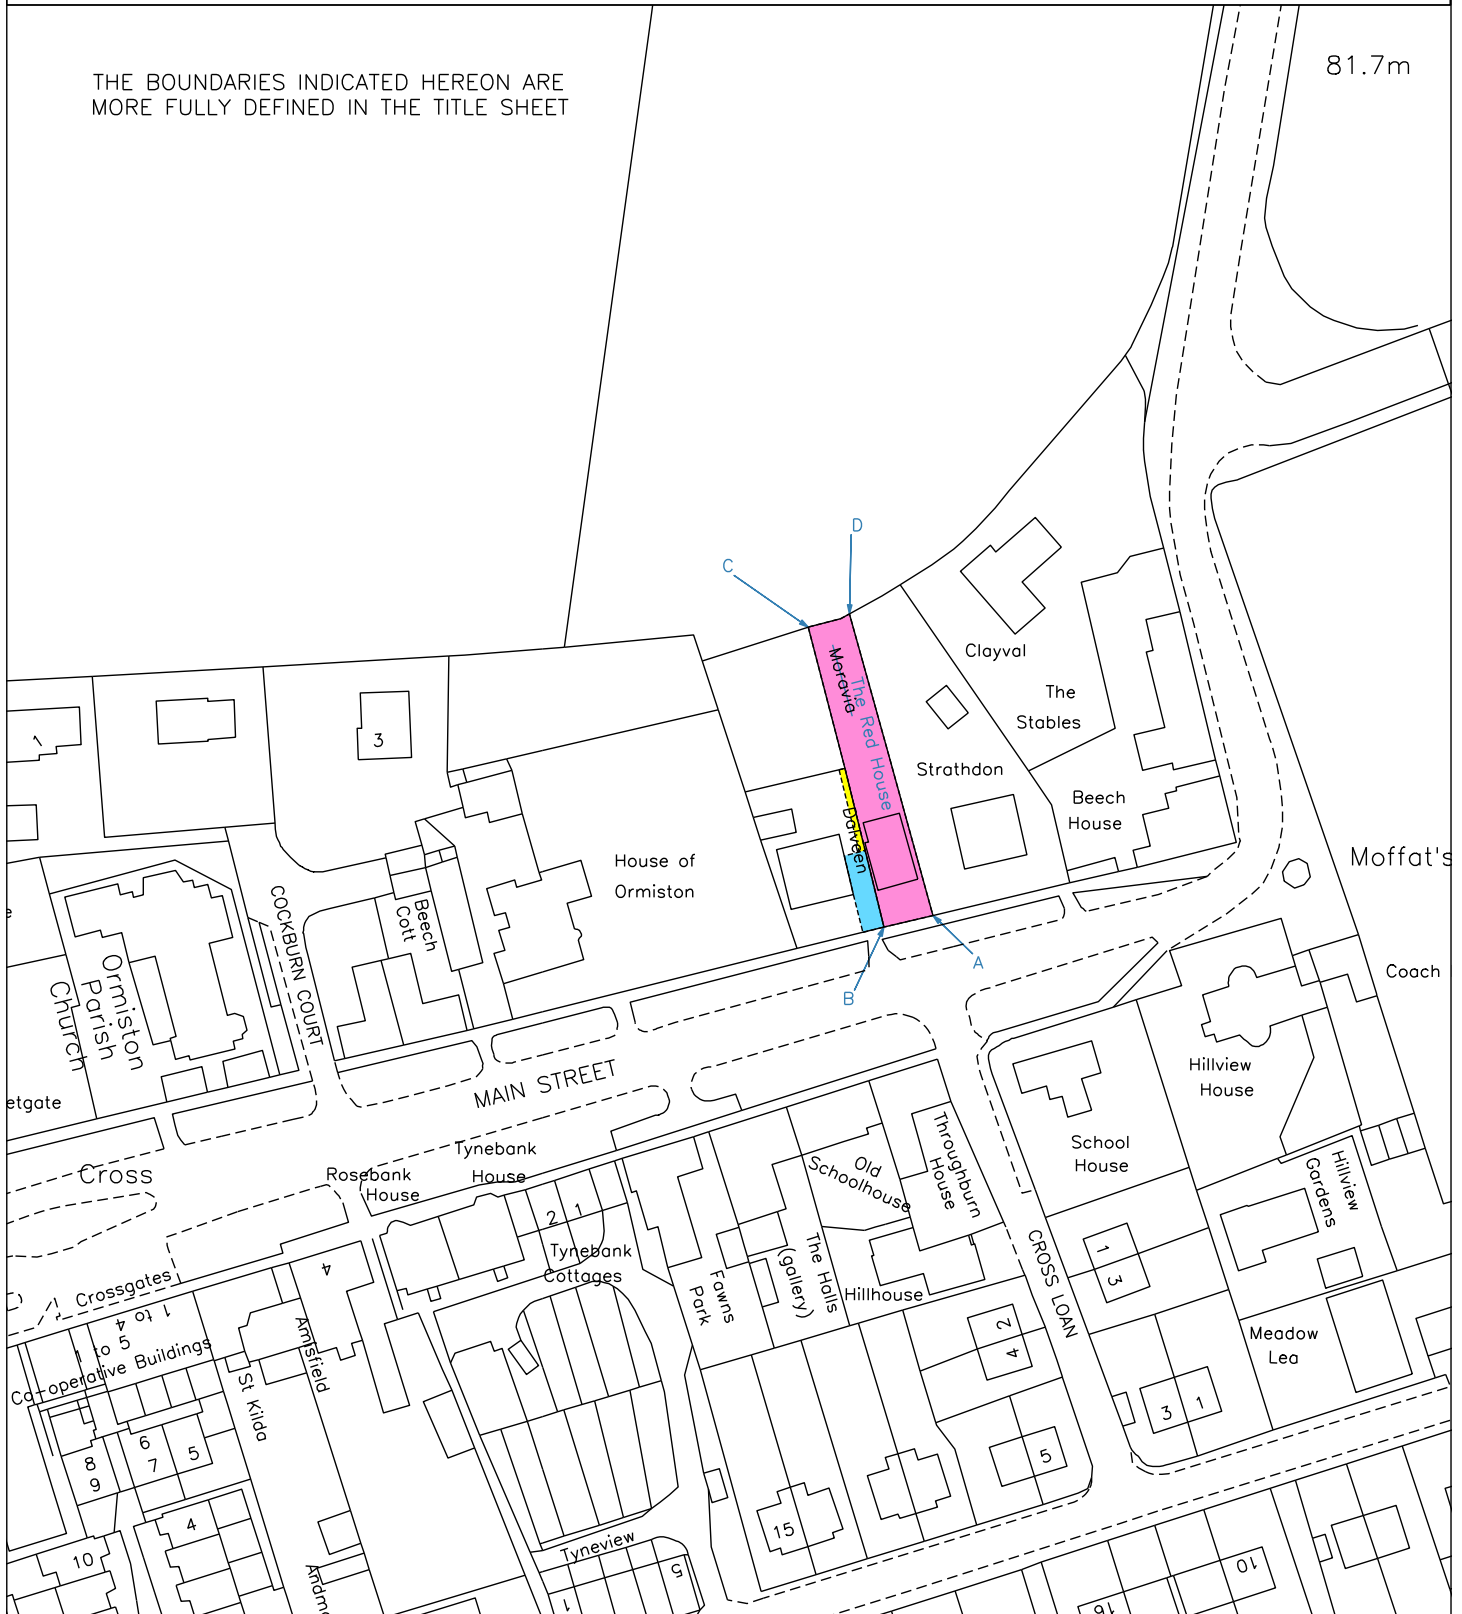 THE BOUNDARIES INDICATED HEREON ARE
MORE FULLY DEFINED IN THE TITLE SHEET
81.7m
D
C
Moravia
The Red House
Clayval
The
Stables
1
3
Strathdon
Beech
House
Dalveen
House of
Ormiston
Moffat's
COCKBURN COURT
Beech
Cott
Ormiston
Parish
Church
A
B
Coach
etgate
MAIN STREET
Hillview
House
Cross
Rosebank
House
Tynebank
House
Old
Schoolhouse
Throughburn
House
School
House
Hillview
Gardens
2
1
Tynebank
Cottages
Crossgates
1 to 4
1 to 5
Co-operative Buildings
4
Amisfield
St Kilda
Fawns
Park
The Halls
(gallery)
Hillhouse
CROSS LOAN
1
3
2
4
Meadow
Lea
3
1
6
7
5
8
9
5
4
15
10
Tyneview
5
1
10
16